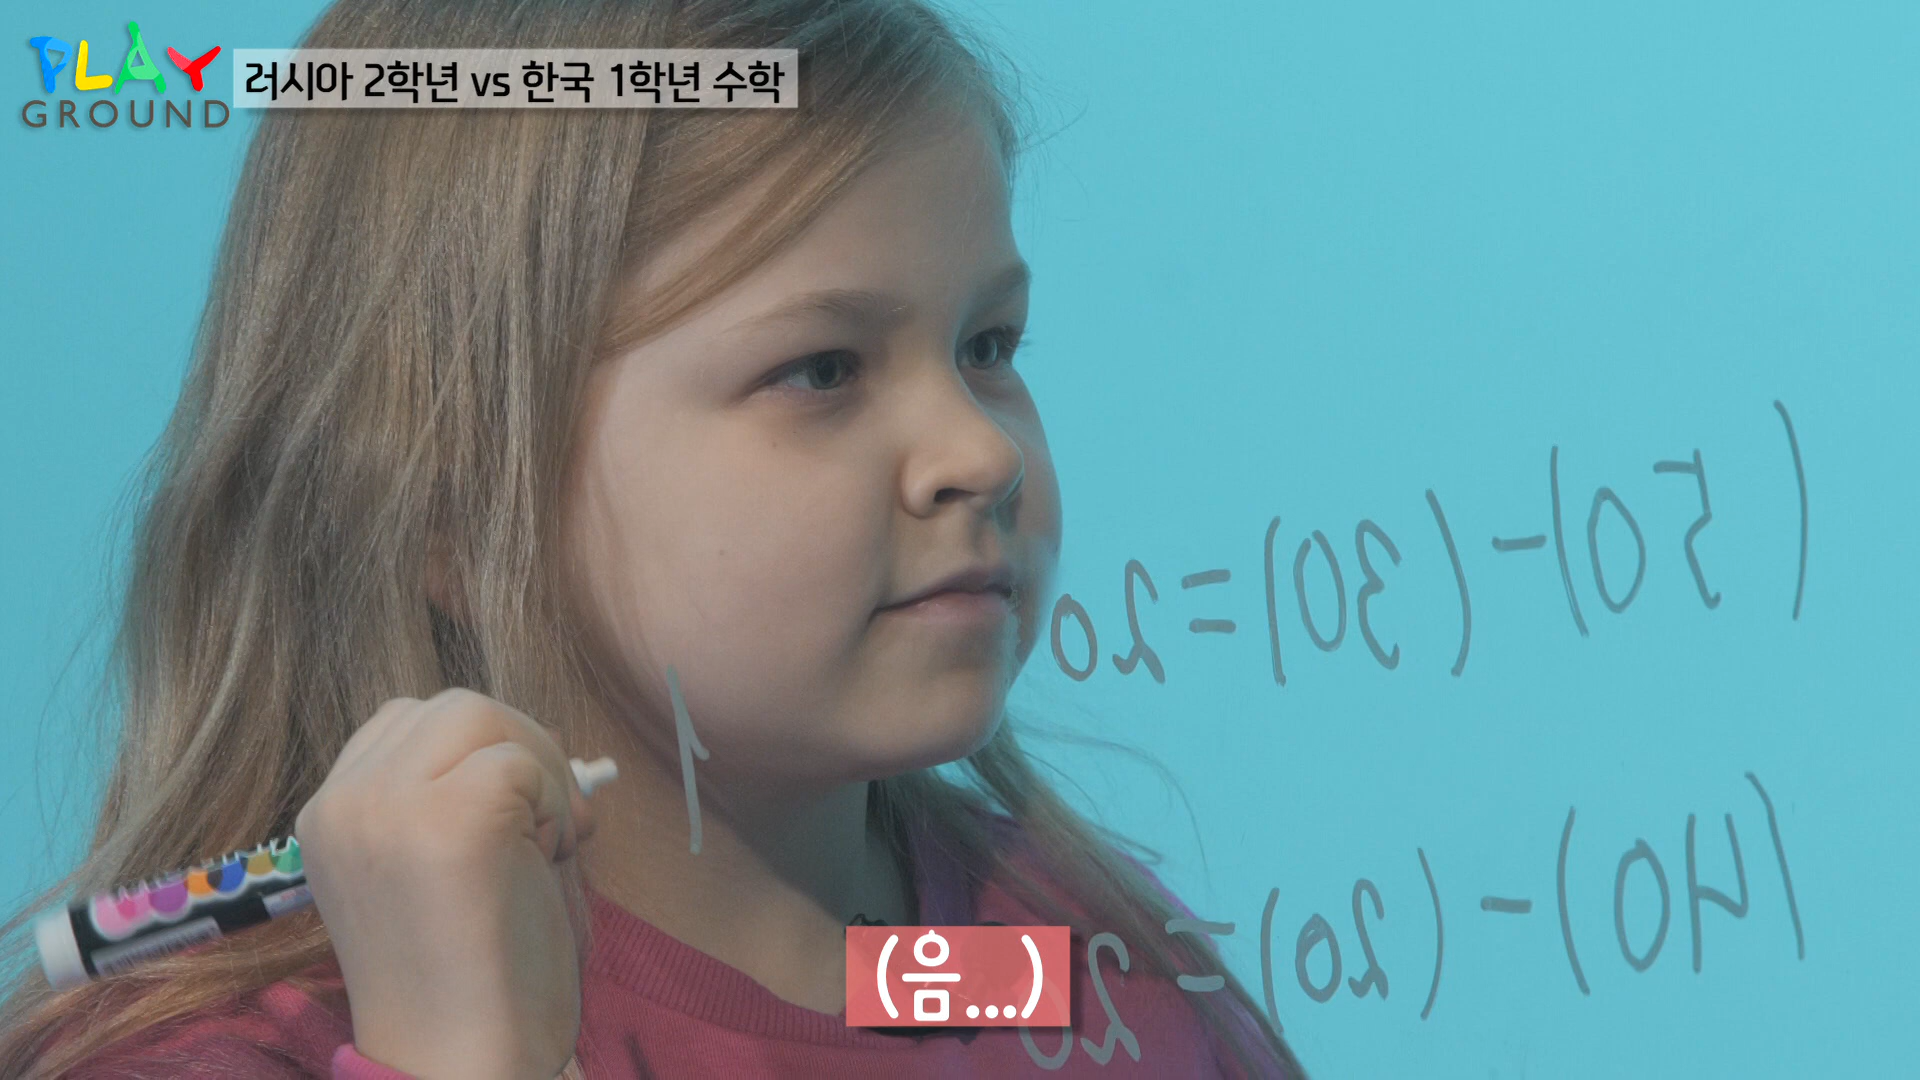 PLAY
GROUND
러시아 2학년 vs 한국 1학년 수학
(50)-(30)=20
(40)-(20)=20
1
(음...)